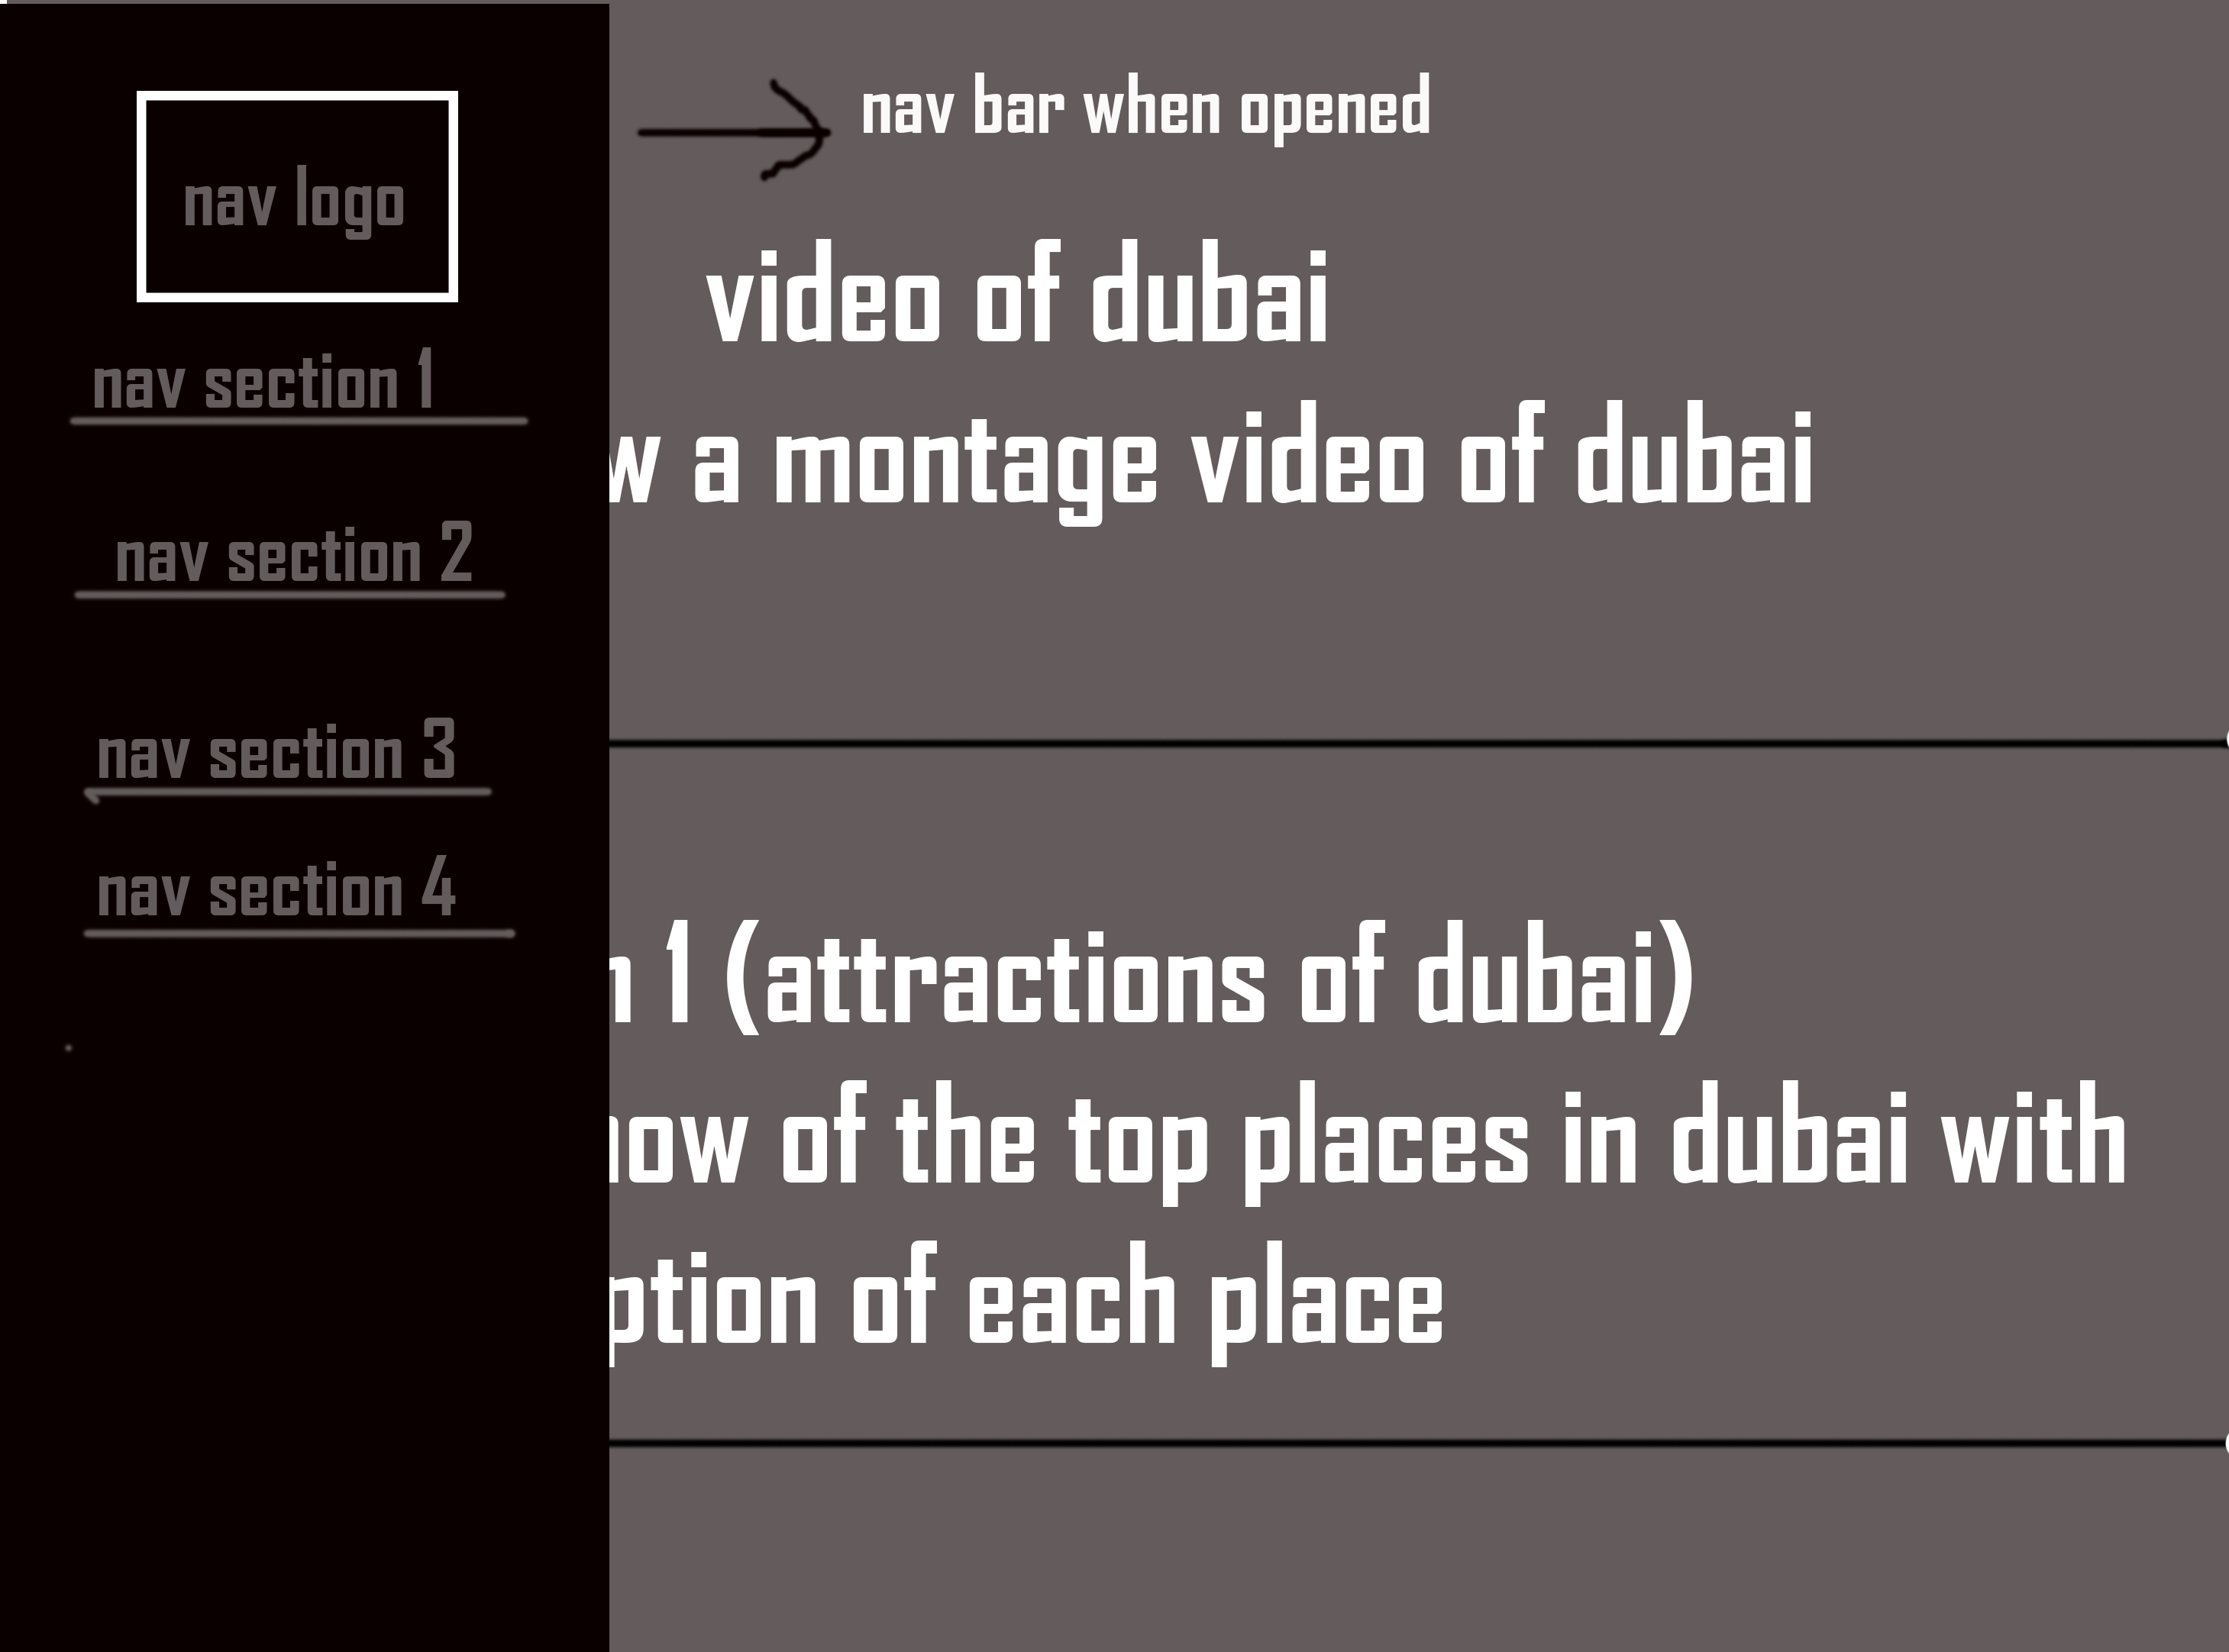 nav bar when opened
nav logo
video of dubai
nav section 1
a montage video of dubai
nav section 2
nav section 3
nav section 4
1 (attractions of dubai)
of the top places in dubai with
of each place